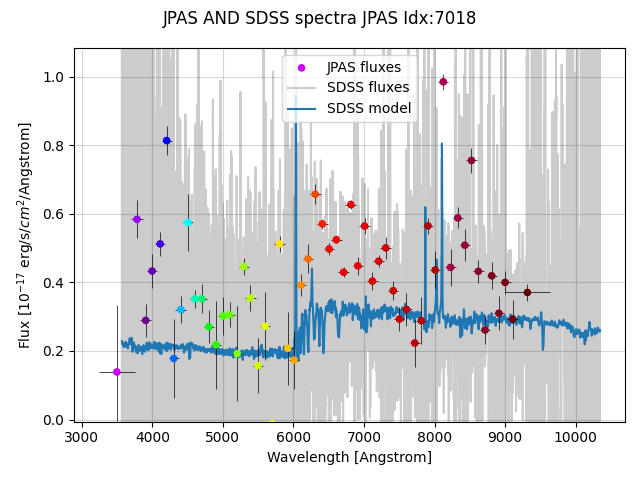 JPAS AND SDSS spectra JPAS Idx:7018
JPAS fluxes
SDSS fluxes
SDSS model
Flux [10⁻¹⁷ erg/s/cm²/Angstrom]
1.0
0.8
0.6
0.4
0.2
0.0
3000 4000 5000 6000 7000 8000 9000 10000
Wavelength [Angstrom]